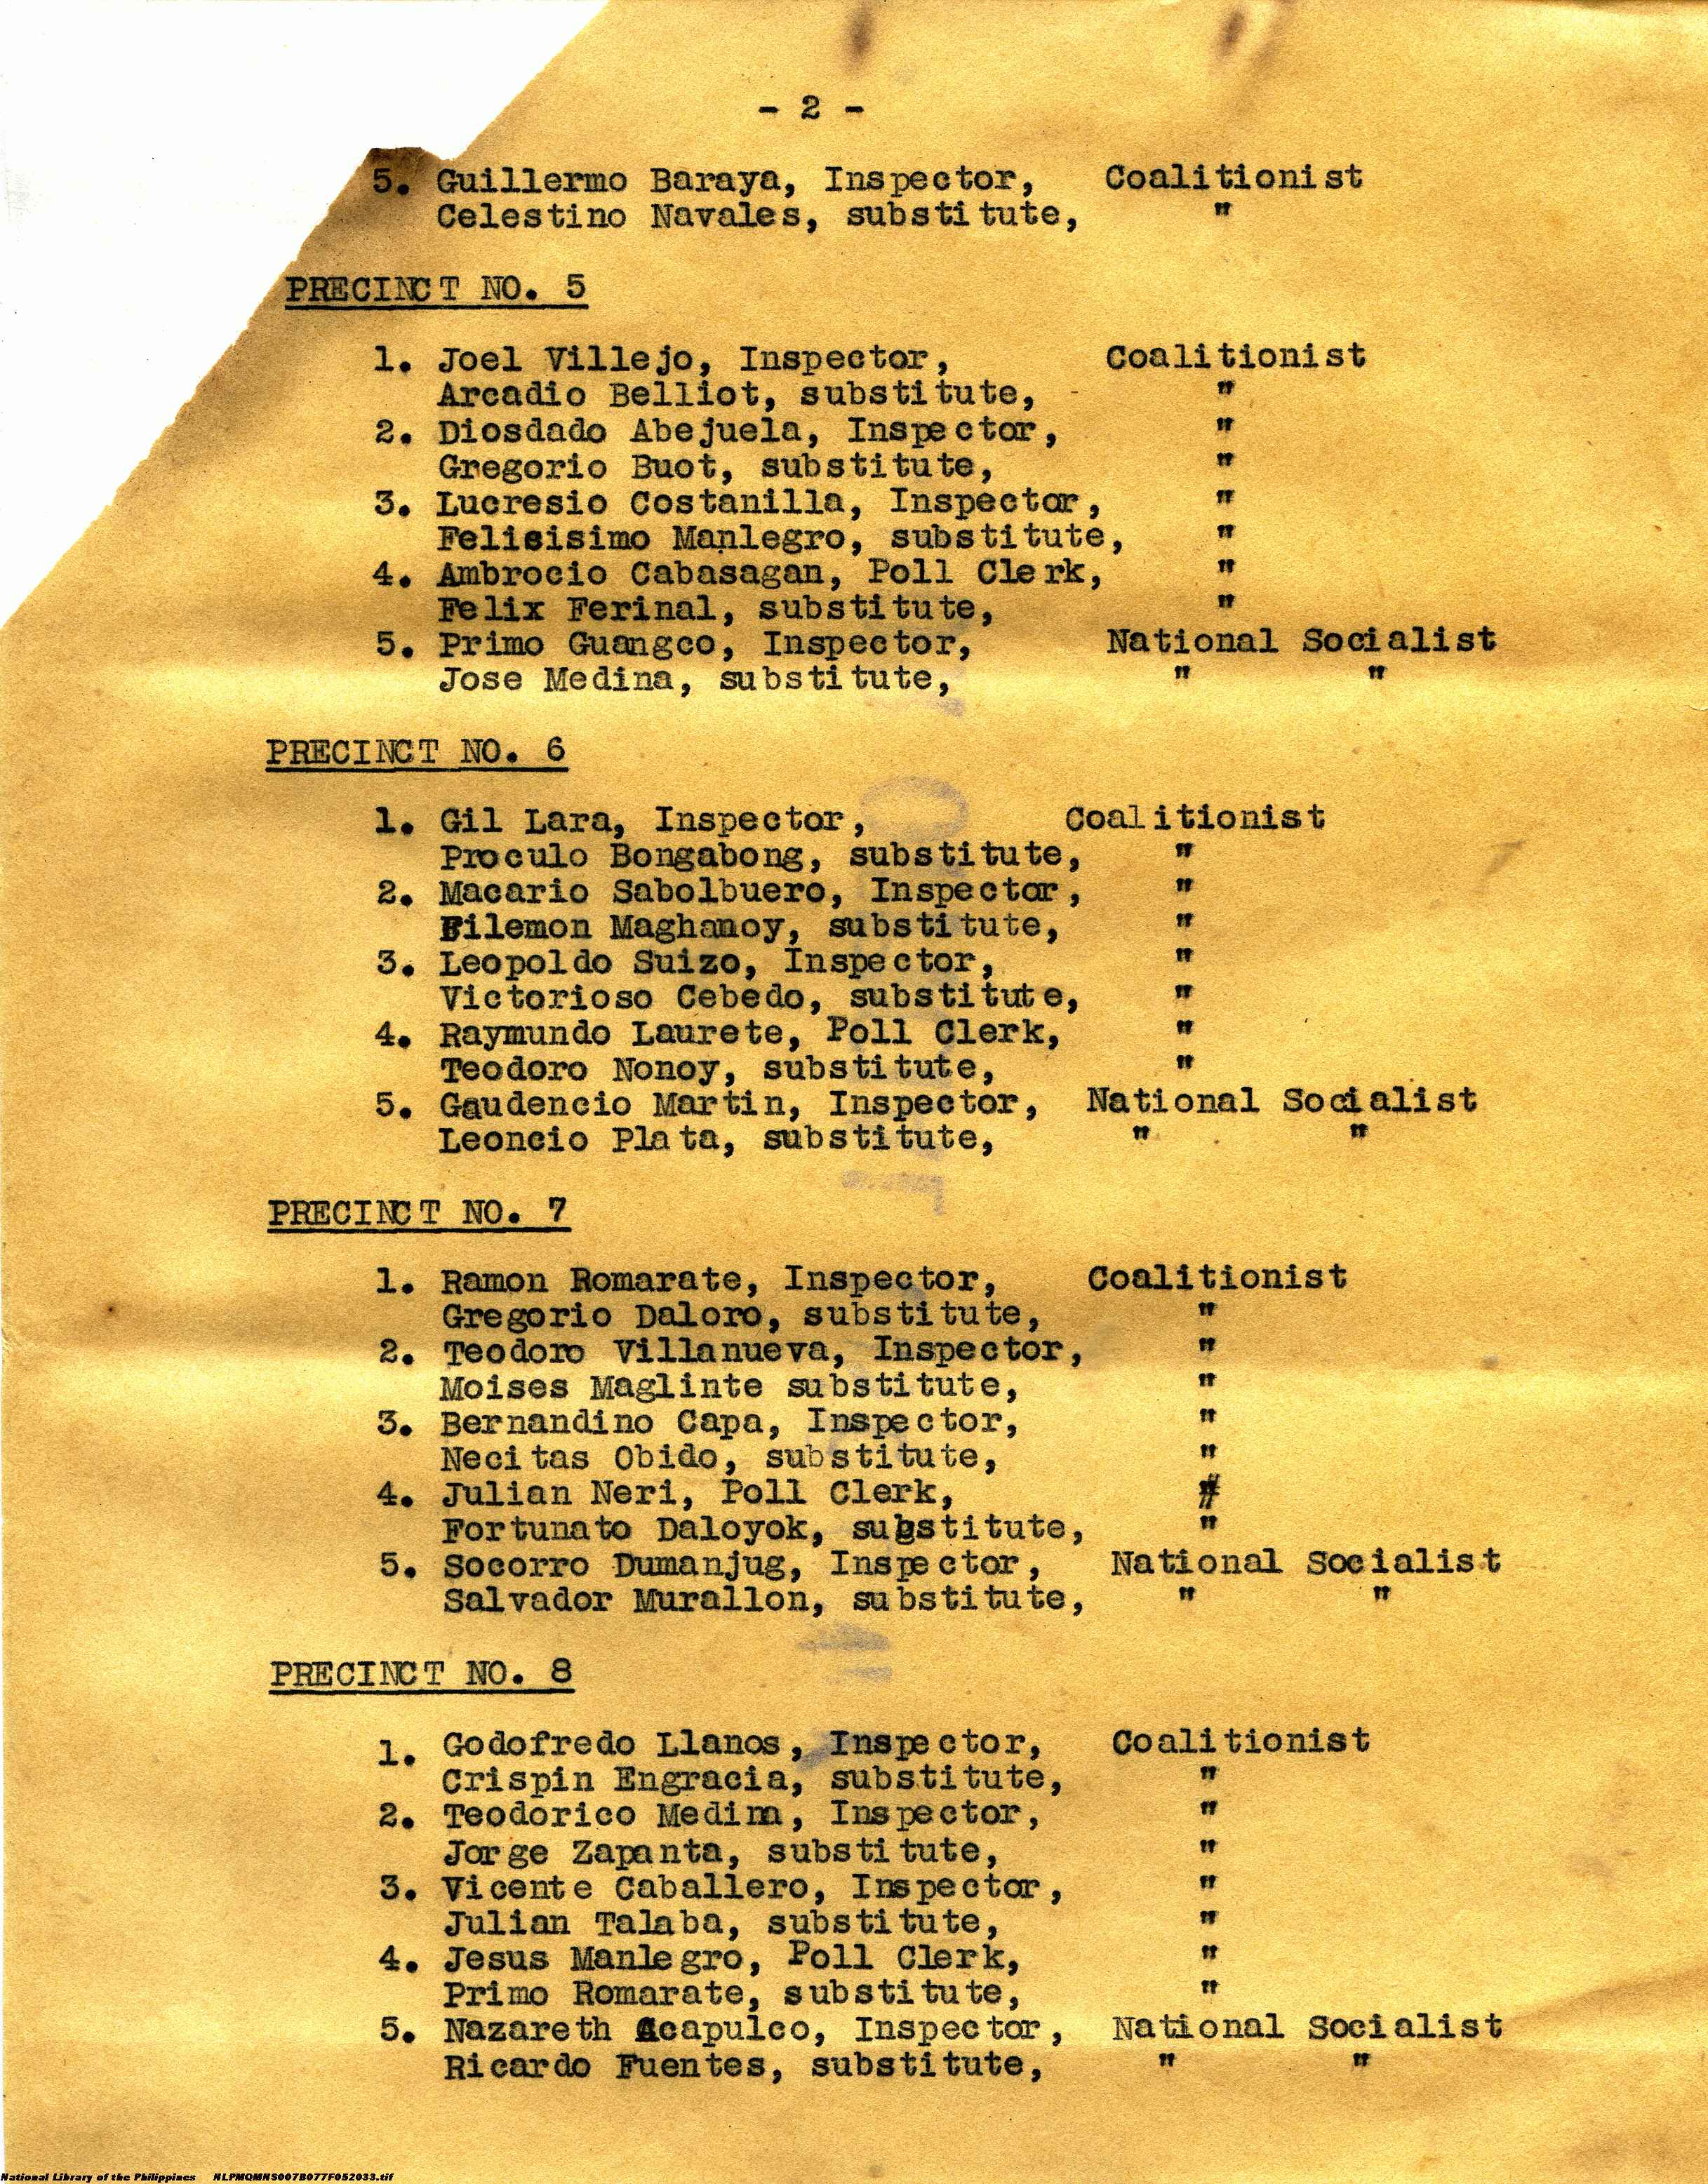 - 2 -
5. Guillermo Baraya, Inspector, Coalitionist
Celestino Navales, substitute, "
PRECINCT NO. 5
1. Joel Villejo, Inspector, Coalitionist
Arcadio Belliot, substitute, "
2. Diosdado Abejuela, Inspector, "
Gregorio Buot, substitute, "
3. Lucresio Costanilla, Inspector, "
Felisisimo Manlegro, substitute, "
4. Ambrocio Cabasagan, Poll Clerk, "
Felix Ferinal, substitute, "
5. Primo Guangco, Inspector, National Socialist
Jose Medina, substitute, " "
PRECINCT NO. 6
1. Gil Lara, Inspector, Coalitionist
Proculo Bongabong, substitute, "
2. Macario Sabolbuero, Inspector, "
Filemon Maghanoy, substitute, "
3. Leopoldo Suizo, Inspector, "
Victorioso Cebedo, substitute, "
4. Raymundo Laurete, Poll Clerk, "
Teodoro Nonoy, substitute, "
5. Gaudencio Martin, Inspector, National Socialist
Leoncio Plata, substitute, " "
PRECINCT NO. 7
1. Ramon Romarate, Inspector, Coalitionist
Gregorio Daloro, substitute, "
2. Teodoro Villanueva, Inspector, "
Moises Maglinte substitute, "
3. Bernandino Capa, Inspector, "
Necitas Obido, substitute, "
4. Julian Neri, Poll Clerk, "
Fortunato Daloyok, substitute, "
5. Socorro Dumanjug, Inspector, National Socialist
Salvador Murallon, substitute, " "
PRECINCT NO. 8
1. Godofredo Llanos, Inspector, Coalitionist
Crispin Engracia, substitute, "
2. Teodorico Medina, Inspector, "
Jorge Zapanta, substitute, "
3. Vicente Caballero, Inspector, "
Julian Talaba, substitute, "
4. Jesus Manlegro, Poll Clerk, "
Primo Romarate, substitute, "
5. Nazareth Acapulco, Inspector, National Socialist
Ricardo Fuentes, substitute, " "
National Library of the Philippines NLPMQMNS007B077F052033.tif